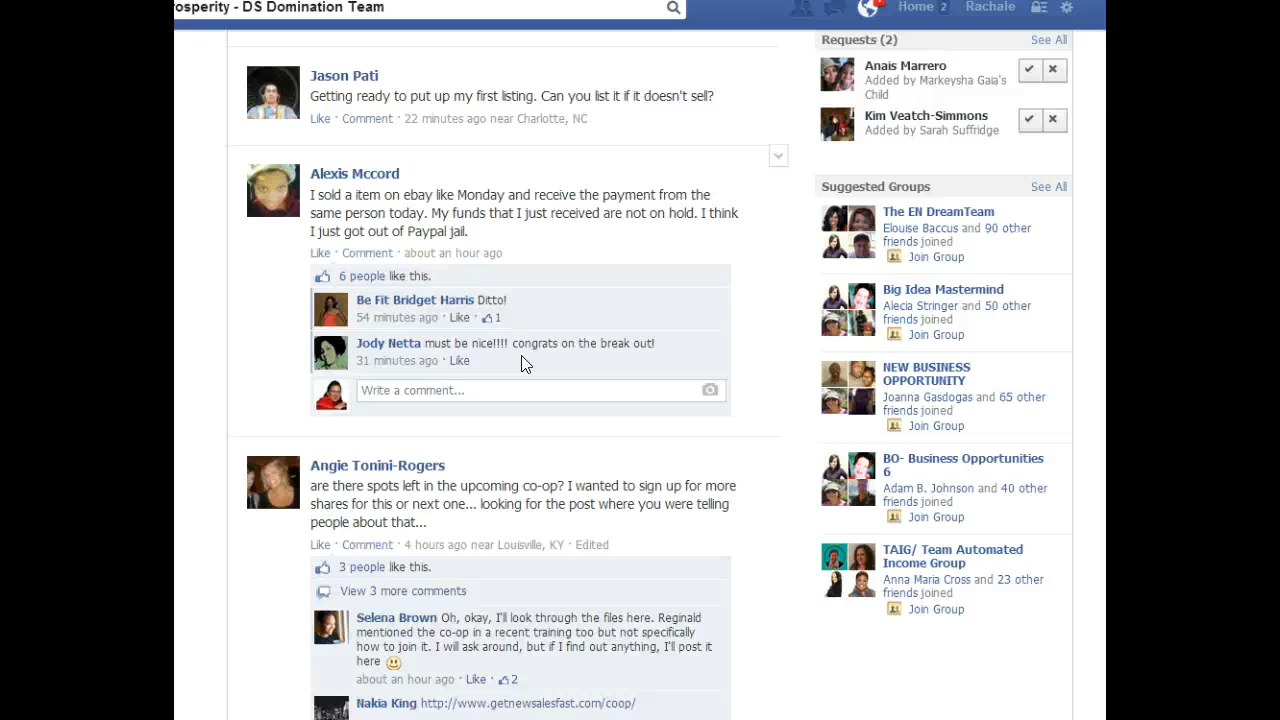 rosperity - DS Domination Team
Home 2 Rachale
Jason Pati
Getting ready to put up my first listing. Can you list it if it doesn't sell?
Like · Comment · 22 minutes ago near Charlotte, NC
Alexis Mccord
I sold a item on ebay like Monday and receive the payment from the
same person today. My funds that I just received are not on hold. I think
I just got out of Paypal jail.
Like · Comment · about an hour ago
6 people like this.
Be Fit Bridget Harris Ditto!
54 minutes ago · Like · 1
Jody Netta must be nice!!!! congrats on the break out!
31 minutes ago · Like
Write a comment...
Angie Tonini-Rogers
are there spots left in the upcoming co-op? I wanted to sign up for more
shares for this or next one... looking for the post where you were telling
people about that...
Like · Comment · 4 hours ago near Louisville, KY · Edited
3 people like this.
View 3 more comments
Selena Brown Oh, okay, I'll look through the files here. Reginald
mentioned the co-op in a recent training too but not specifically
how to join it. I will ask around, but if I find out anything, I'll post it
here
about an hour ago · Like · 2
Nakia King http://www.getnewsalesfast.com/coop/
Requests (2) See All
Anais Marrero
Added by Markeysha Gaia's
Child
Kim Veatch-Simmons
Added by Sarah Suffridge
Suggested Groups See All
The EN DreamTeam
Elouise Baccus and 90 other
friends joined
Join Group
Big Idea Mastermind
Alecia Stringer and 50 other
friends joined
Join Group
NEW BUSINESS
OPPORTUNITY
Joanna Gasdogas and 65 other
friends joined
Join Group
BO- Business Opportunities
6
Adam B. Johnson and 40 other
friends joined
Join Group
TAIG/ Team Automated
Income Group
Anna Maria Cross and 23 other
friends joined
Join Group